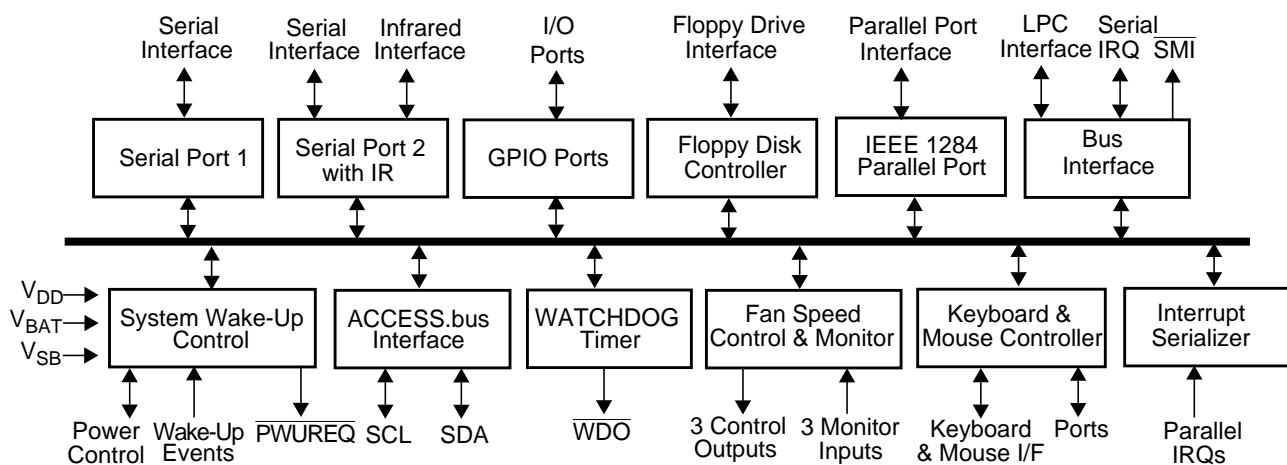 Serial
Interface
Serial
Interface
Infrared
Interface
I/O
Ports
Floppy Drive
Interface
Parallel Port
Interface
LPC
Interface
Serial
IRQ
SMI
Serial Port 1
Serial Port 2
with IR
GPIO Ports
Floppy Disk
Controller
IEEE 1284
Parallel Port
Bus
Interface
VDD
VBAT
VSB
System Wake-Up
Control
ACCESS.bus
Interface
WATCHDOG
Timer
Fan Speed
Control & Monitor
Keyboard &
Mouse Controller
Interrupt
Serializer
Power
Control
Wake-Up
Events
PWUREQ
SCL
SDA
WDO
3 Control
Outputs
3 Monitor
Inputs
Keyboard
& Mouse I/F
Ports
Parallel
IRQs